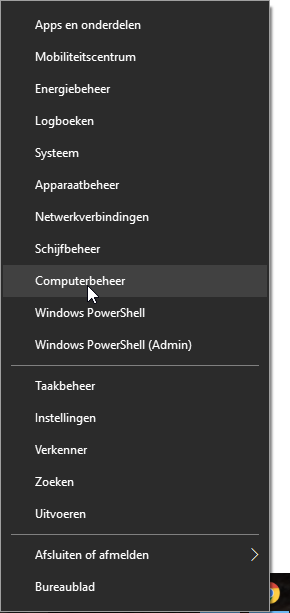 Apps en onderdelen
Mobiliteitscentrum
Energiebeheer
Logboeken
Systeem
Apparaatbeheer
Netwerkverbindingen
Schijfbeheer
Computerbeheer
Windows PowerShell
Windows PowerShell (Admin)
Taakbeheer
Instellingen
Verkenner
Zoeken
Uitvoeren
Afsluiten of afmelden
Bureaublad